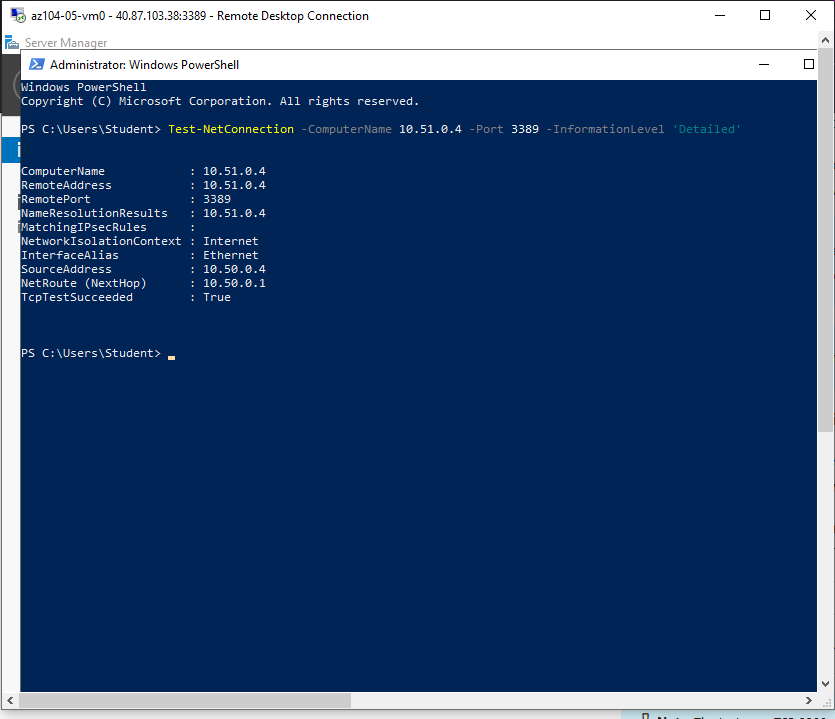 az104-05-vm0 - 40.87.103.38:3389 - Remote Desktop Connection
Server Manager
Administrator: Windows PowerShell
Windows PowerShell
Copyright (C) Microsoft Corporation. All rights reserved.
PS C:\Users\Student> Test-NetConnection -ComputerName 10.51.0.4 -Port 3389 -InformationLevel 'Detailed'
ComputerName : 10.51.0.4
RemoteAddress : 10.51.0.4
RemotePort : 3389
NameResolutionResults : 10.51.0.4
MatchingIPsecRules :
NetworkIsolationContext : Internet
InterfaceAlias : Ethernet
SourceAddress : 10.50.0.4
NetRoute (NextHop) : 10.50.0.1
TcpTestSucceeded : True
PS C:\Users\Student>